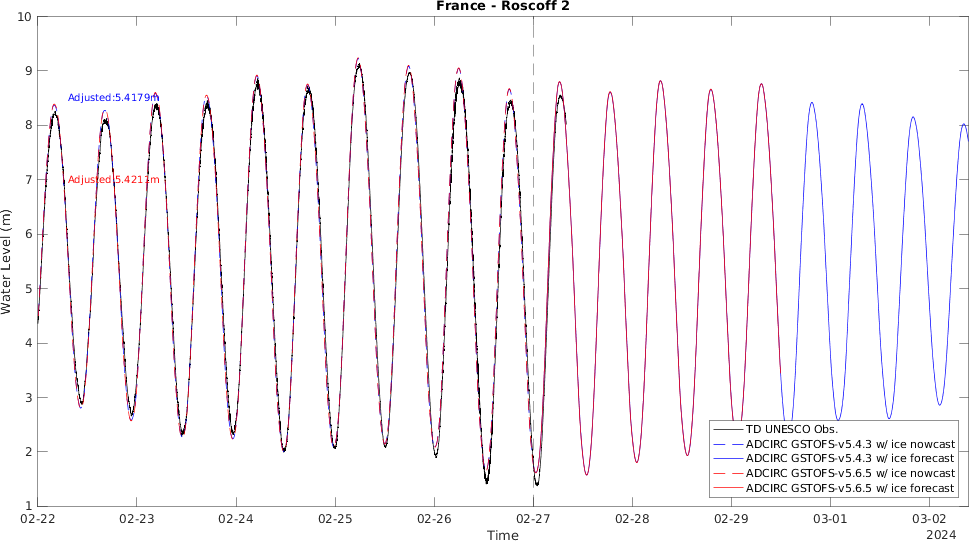 France - Roscoff 2
10
9
8
7
6
5
4
3
2
1
Water Level (m)
Adjusted:5.4179m
Adjusted:5.4211m
TD UNESCO Obs.
ADCIRC GSTOFS-v5.4.3 w/ ice nowcast
ADCIRC GSTOFS-v5.4.3 w/ ice forecast
ADCIRC GSTOFS-v5.6.5 w/ ice nowcast
ADCIRC GSTOFS-v5.6.5 w/ ice forecast
02-22 02-23 02-24 02-25 02-26 02-27 02-28 02-29 03-01 03-02
Time
2024